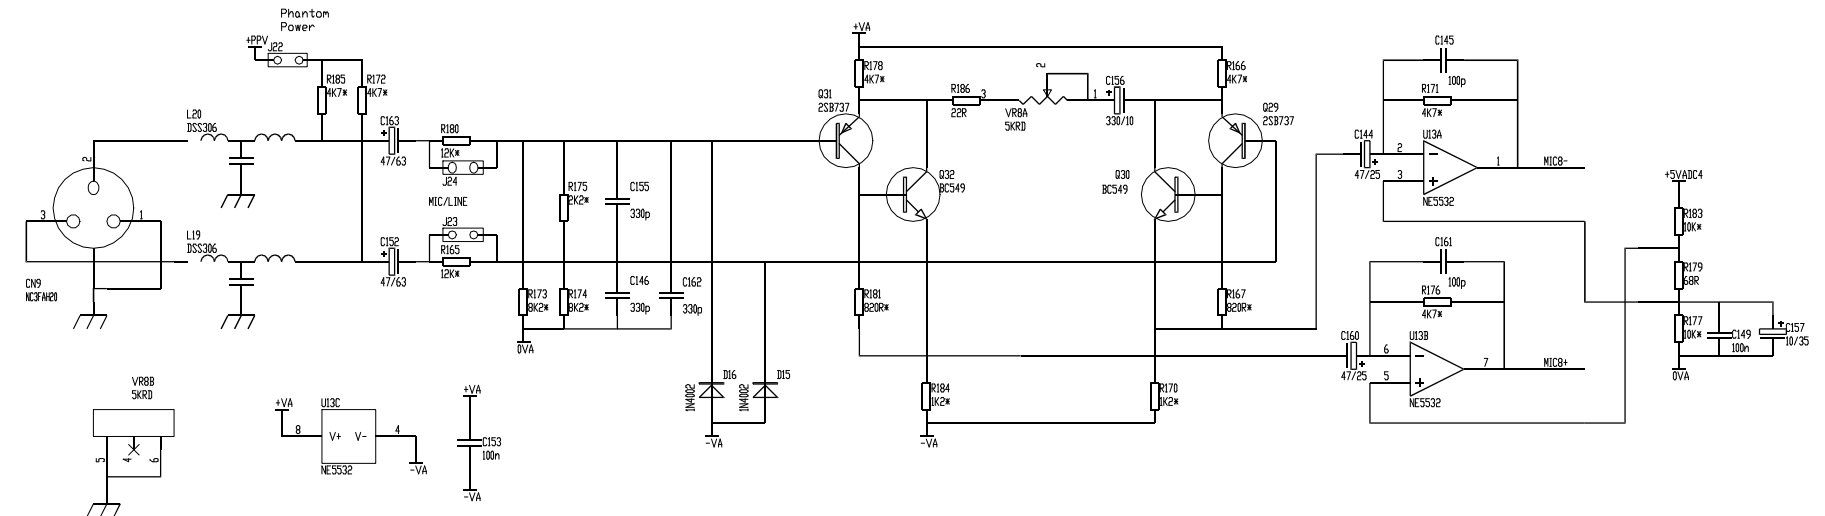 Phantom
Power
+PPV
J22
R185
4K7*
R172
4K7*
L20
DSS306
C163
+
47/63
R180
12K*
J24
MIC/LINE
J23
R165
12K*
2
3
1
CN9
NC3FAH20
L19
DSS306
C152
+
47/63
R175
2K2*
C155
330p
R173
8K2*
R174
8K2*
C146
330p
C162
330p
0VA
D16
1N4002
D15
1N4002
-VA
+VA
R178
4K7*
Q31
2SB737
Q32
BC549
R186
22R
3
2
VR8A
5KRD
1
C156
+
330/10
R166
4K7*
Q29
2SB737
Q30
BC549
R181
820R*
R167
820R*
R184
1K2*
R170
1K2*
-VA
C145
100p
R171
4K7*
C144
+
47/25
U13A
2
3
-
+
1
NE5532
MIC8-
C161
100p
R176
4K7*
C160
+
47/25
U13B
6
5
-
+
7
NE5532
MIC8+
+5VADC4
R183
10K*
R179
68R
R177
10K*
C149
100n
+
C157
10/35
0VA
VR8B
5KRD
5
4
6
+VA
8
U13C
V+ V-
4
NE5532
-VA
+VA
C153
100n
-VA